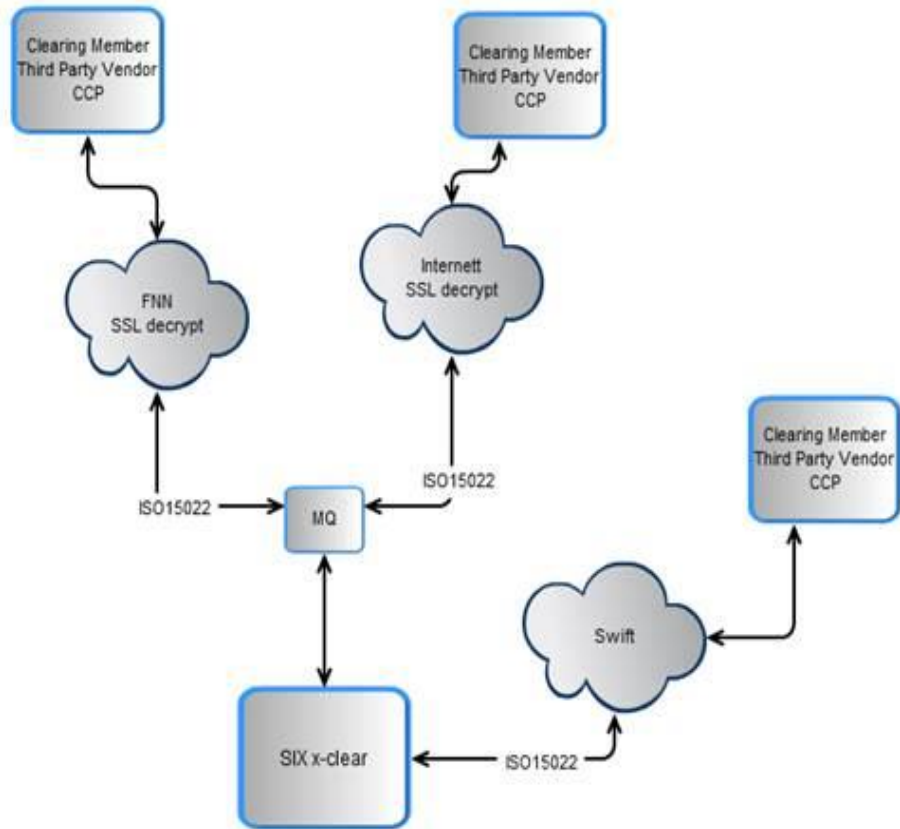 Clearing Member
Third Party Vendor
CCP
Clearing Member
Third Party Vendor
CCP
FNN
SSL decrypt
Internett
SSL decrypt
Clearing Member
Third Party Vendor
CCP
ISO15022
ISO15022
MQ
Swift
SIX x-clear
ISO15022